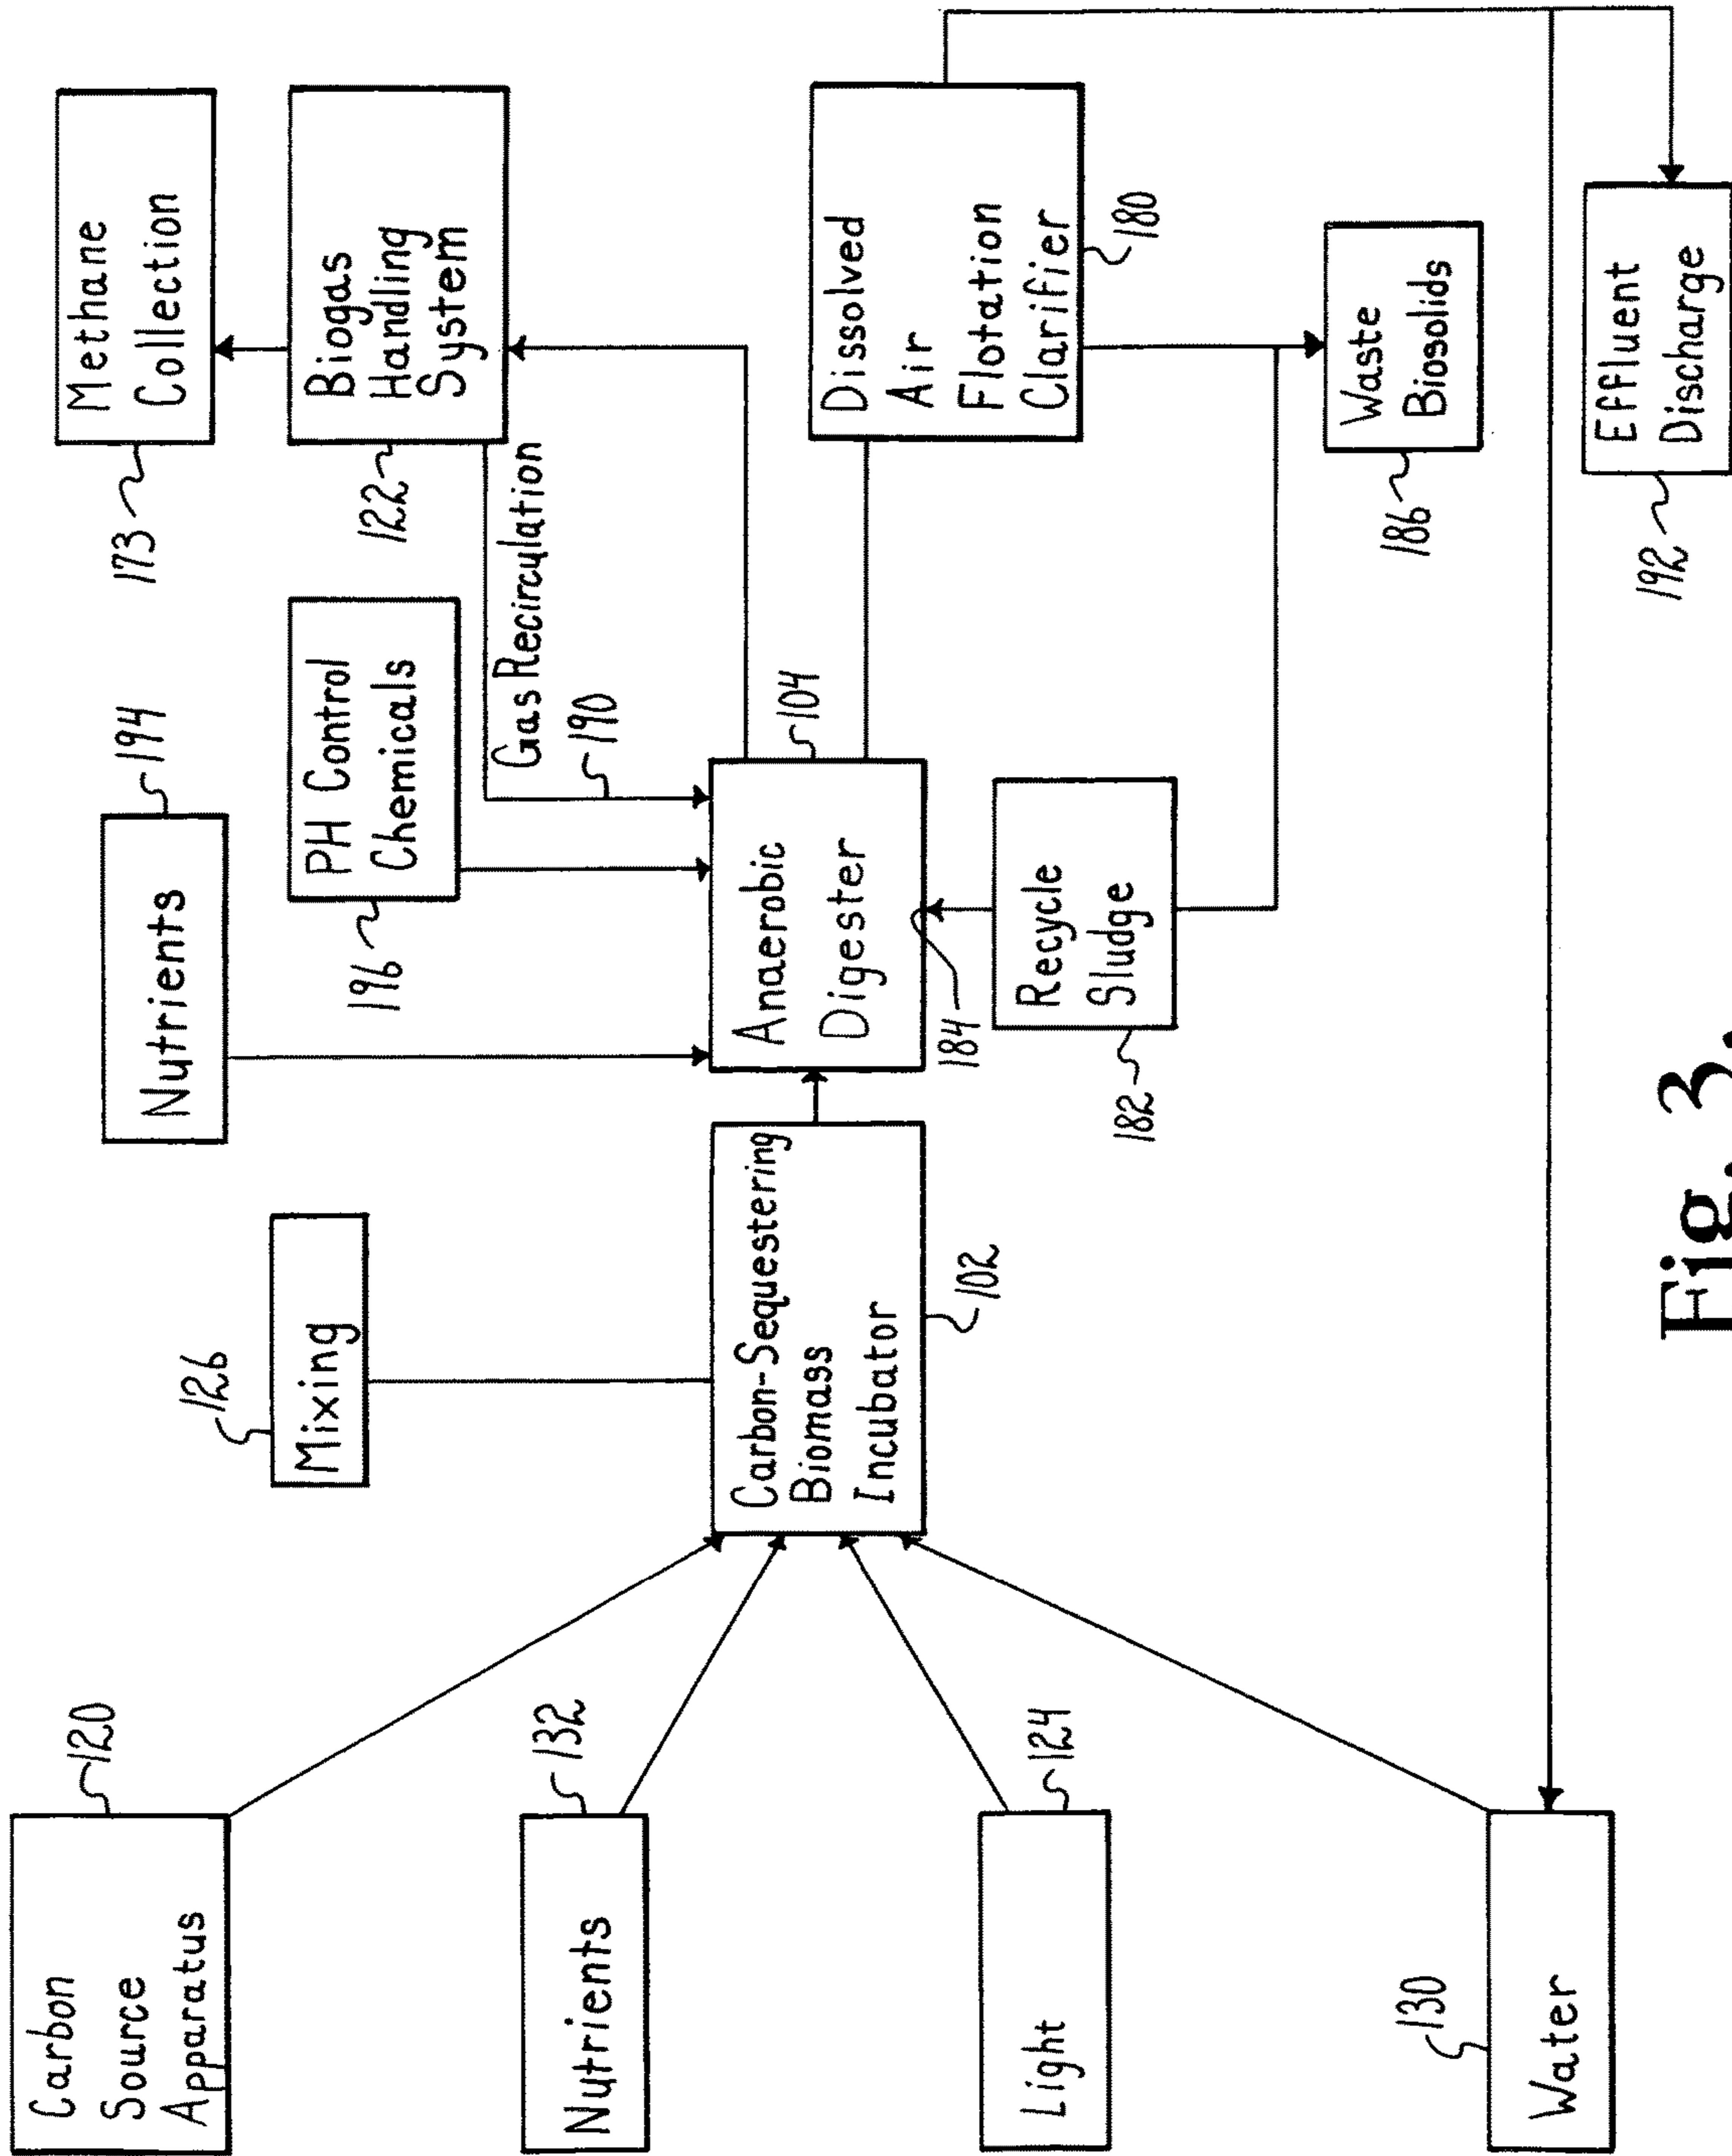 Carbon
Source
Apparatus
120
Nutrients
132
Light
124
Water
130
126
Mixing
Carbon-Sequestering
Biomass
Incubator
102
Nutrients
194
PH Control
Chemicals
196
Gas Recirculation
190
Anaerobic
Digester
104
184
Recycle
Sludge
182
Methane
Collection
173
Biogas
Handling
System
122
Dissolved
Air
Flotation
Clarifier
180
Waste
Biosolids
186
Effluent
Discharge
192
Fig. 3.